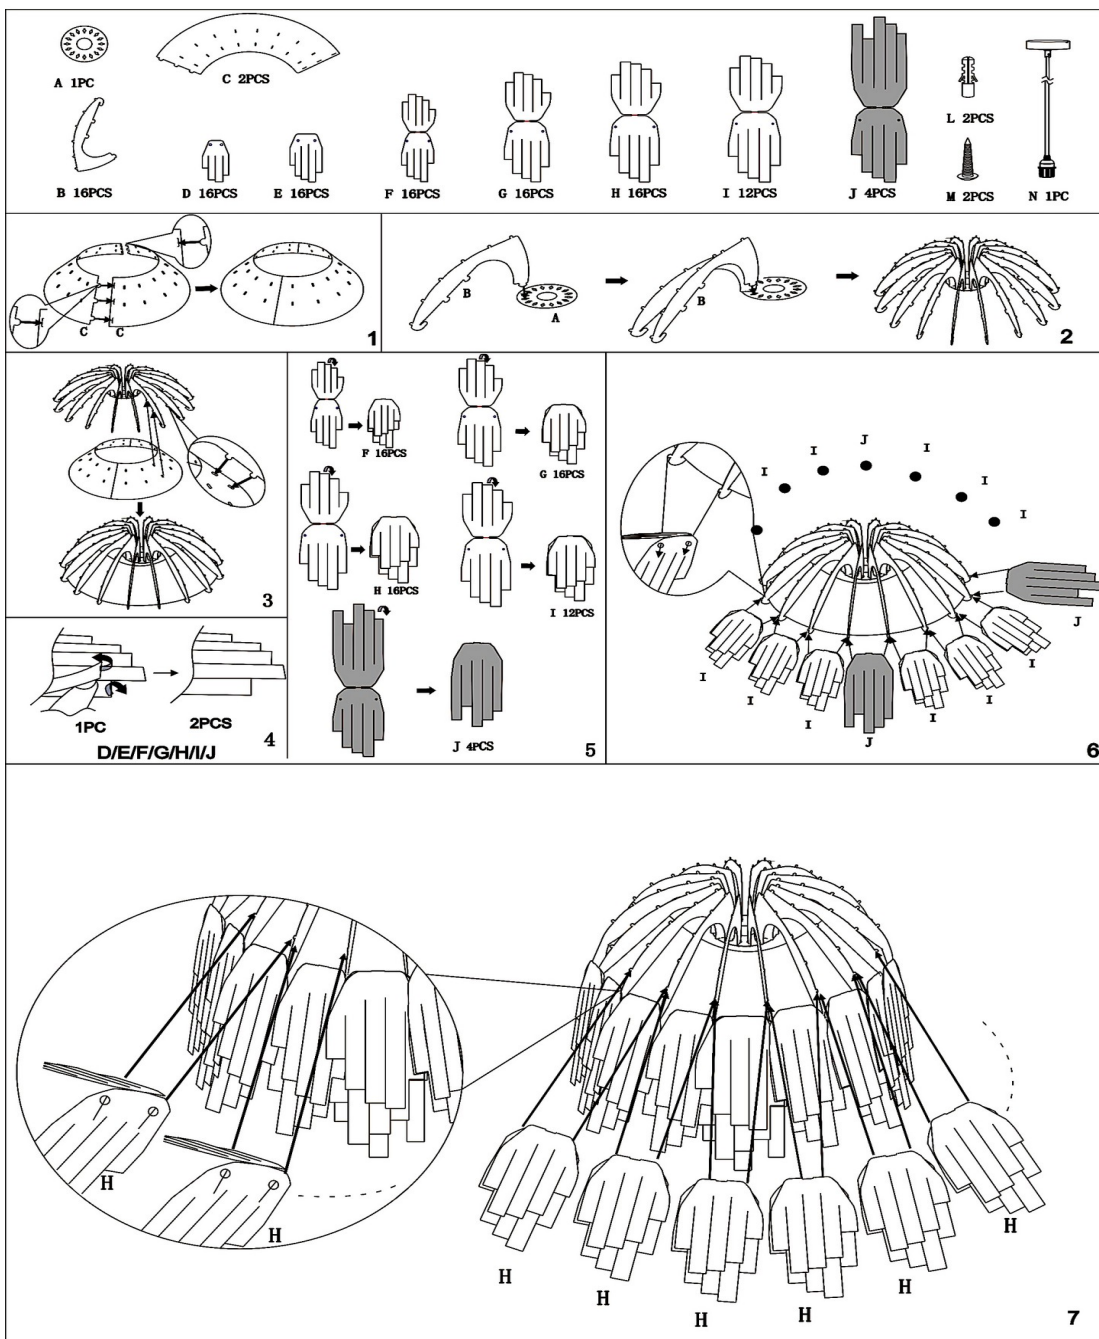 A 1PC
C 2PCS
B 16PCS
D 16PCS
E 16PCS
F 16PCS
G 16PCS
H 16PCS
I 12PCS
J 4PCS
L 2PCS
M 2PCS
N 1PC
C C
1
B
A
B
2
3
1PC
2PCS
4
D/E/F/G/H/I/J
F 16PCS
G 16PCS
H 16PCS
I 12PCS
J 4PCS
5
I
I
J
I
I
I
J
I
I
I
J
I
I
I
6
H
H
H
H
H
H
H
H
7